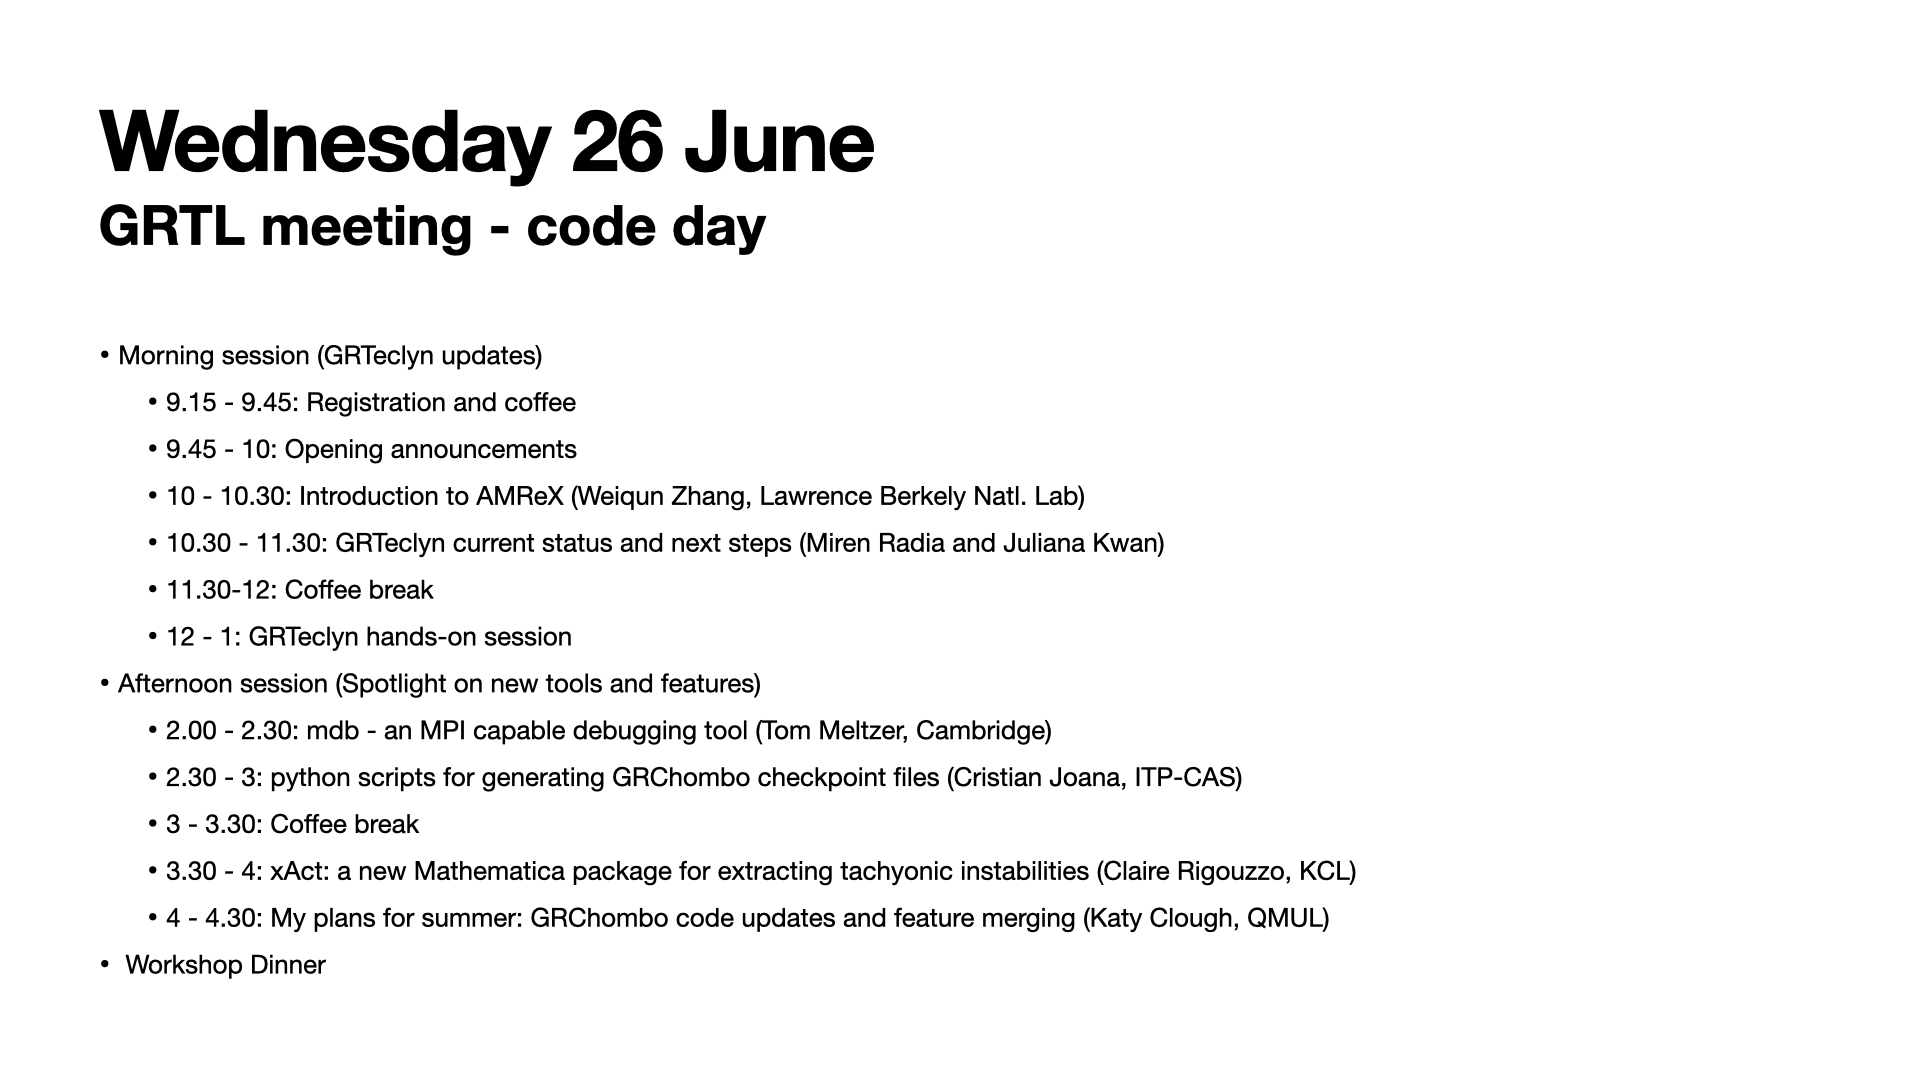 Wednesday 26 June
GRTL meeting - code day
• Morning session (GRTeclyn updates)
• 9.15 - 9.45: Registration and coffee
• 9.45 - 10: Opening announcements
• 10 - 10.30: Introduction to AMReX (Weiqun Zhang, Lawrence Berkely Natl. Lab)
• 10.30 - 11.30: GRTeclyn current status and next steps (Miren Radia and Juliana Kwan)
• 11.30-12: Coffee break
• 12 - 1: GRTeclyn hands-on session
• Afternoon session (Spotlight on new tools and features)
• 2.00 - 2.30: mdb - an MPI capable debugging tool (Tom Meltzer, Cambridge)
• 2.30 - 3: python scripts for generating GRChombo checkpoint files (Cristian Joana, ITP-CAS)
• 3 - 3.30: Coffee break
• 3.30 - 4: xAct: a new Mathematica package for extracting tachyonic instabilities (Claire Rigouzzo, KCL)
• 4 - 4.30: My plans for summer: GRChombo code updates and feature merging (Katy Clough, QMUL)
• Workshop Dinner